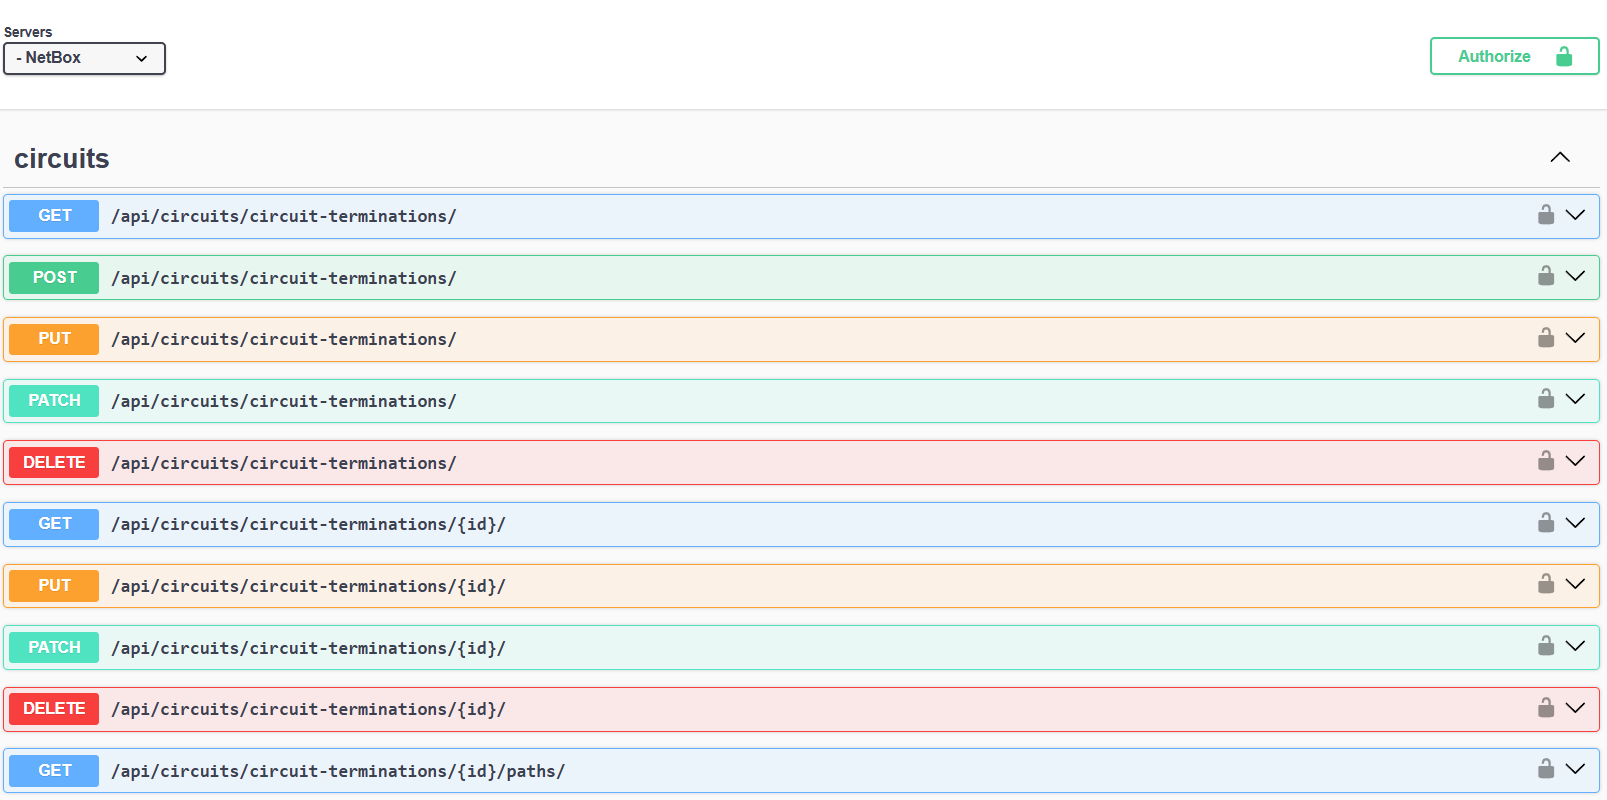 Servers
- NetBox
Authorize
circuits
GET /api/circuits/circuit-terminations/
POST /api/circuits/circuit-terminations/
PUT /api/circuits/circuit-terminations/
PATCH /api/circuits/circuit-terminations/
DELETE /api/circuits/circuit-terminations/
GET /api/circuits/circuit-terminations/{id}/
PUT /api/circuits/circuit-terminations/{id}/
PATCH /api/circuits/circuit-terminations/{id}/
DELETE /api/circuits/circuit-terminations/{id}/
GET /api/circuits/circuit-terminations/{id}/paths/